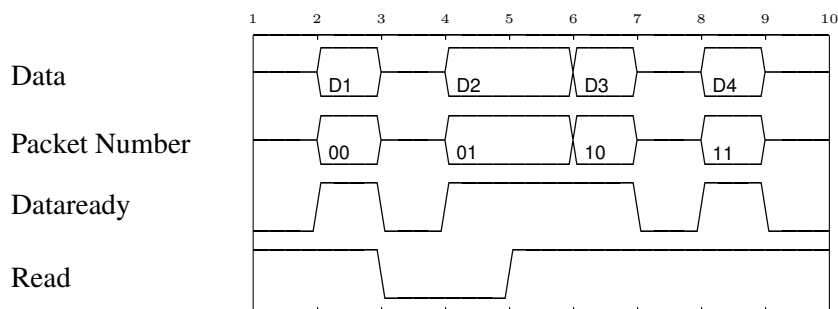 1 2 3 4 5 6 7 8 9 10
Data D1 D2 D3 D4
Packet Number 00 01 10 11
Dataready
Read